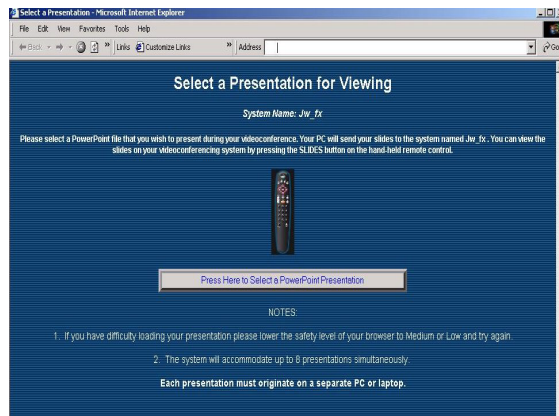 Select a Presentation - Microsoft Internet Explorer
File Edit View Favorites Tools Help
Back » Links Customize Links » Address Go
Select a Presentation for Viewing
System Name: Jw_fx
Please select a PowerPoint file that you wish to present during your videoconference. Your PC will send your slides to the system named Jw_fx . You can view the
slides on your videoconferencing system by pressing the SLIDES button on the hand-held remote control.
Press Here to Select a PowerPoint Presentation
NOTES:
1. If you have difficulty loading your presentation please lower the safety level of your browser to Medium or Low and try again.
2. The system will accommodate up to 8 presentations simultaneously.
Each presentation must originate on a separate PC or laptop.